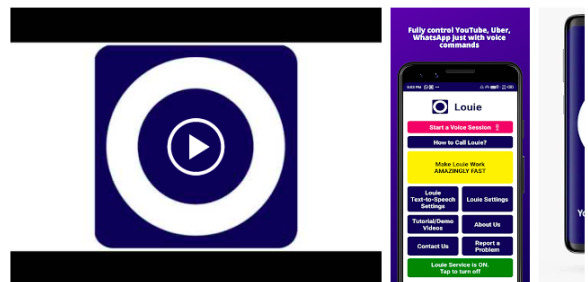 Fully control YouTube, Uber,
WhatsApp just with voice
commands
Louie
Start a Voice Session
How to Call Louie?
Make Louie Work
AMAZINGLY FAST
Louie
Text-to-Speech
Settings
Louie Settings
Tutorial/Demo
Videos
About Us
Contact Us
Report a
Problem
Louie Service is ON.
Tap to turn off